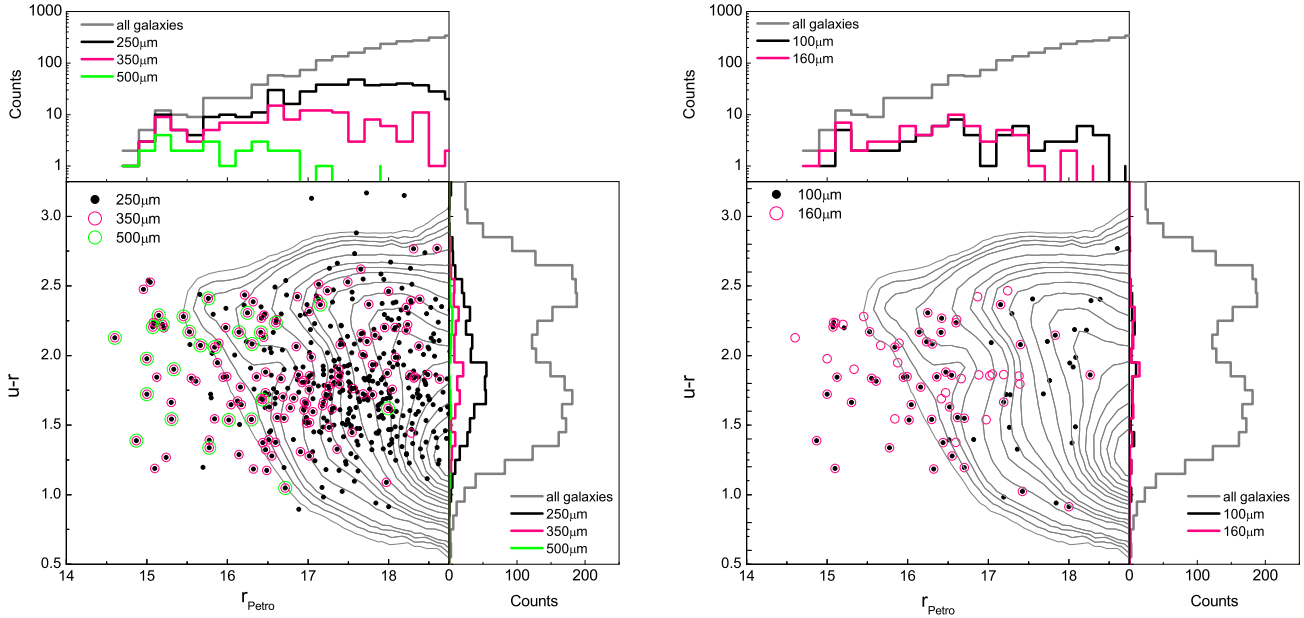 1000
100
10
1
Counts
all galaxies
250μm
350μm
500μm
3.0
2.5
2.0
1.5
1.0
0.5
u-r
250μm
350μm
500μm
all galaxies
250μm
350μm
500μm
14 15 16 17 18 0 100 200
r_Petro Counts
1000
100
10
1
Counts
all galaxies
100μm
160μm
3.0
2.5
2.0
1.5
1.0
0.5
u-r
100μm
160μm
all galaxies
100μm
160μm
14 15 16 17 18 0 100 200
r_Petro Counts